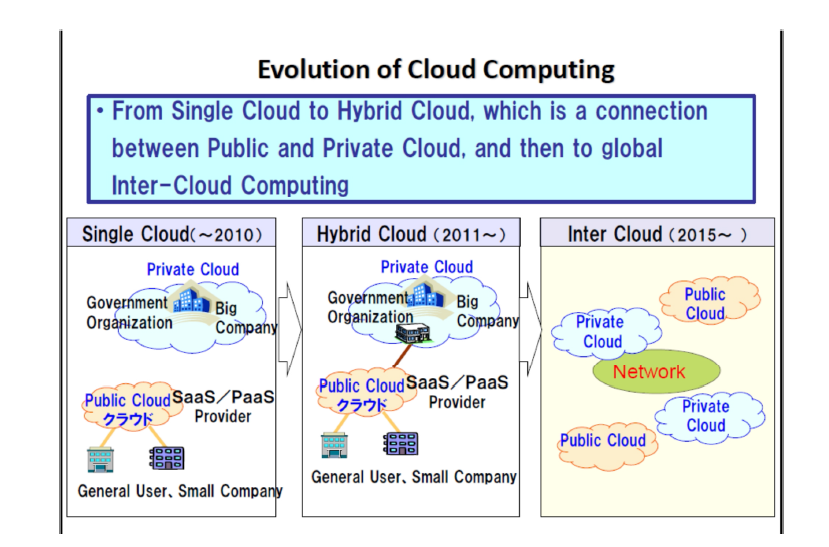 Evolution of Cloud Computing
• From Single Cloud to Hybrid Cloud, which is a connection
between Public and Private Cloud, and then to global
Inter-Cloud Computing
Single Cloud(~2010)
Private Cloud
Government
Organization
Big
Company
Public Cloud
クラウド
SaaS/PaaS
Provider
General User、Small Company
Hybrid Cloud (2011~)
Private Cloud
Government
Organization
Big
Company
Public Cloud
クラウド
SaaS/PaaS
Provider
General User、Small Company
Inter Cloud (2015~ )
Public
Cloud
Private
Cloud
Network
Private
Cloud
Public Cloud